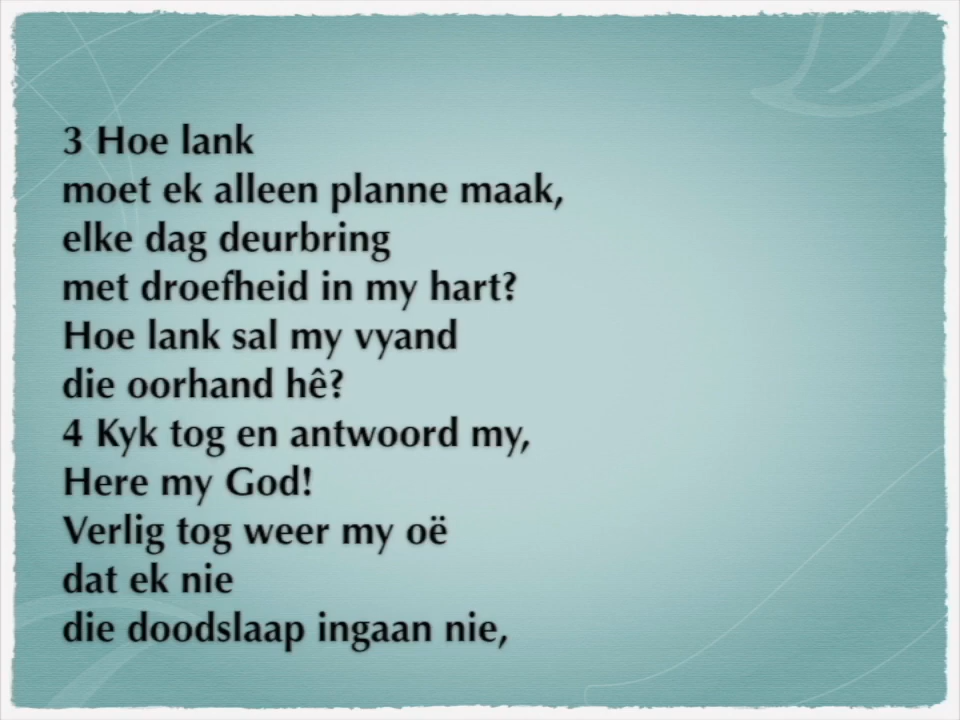 3 Hoe lank
moet ek alleen planne maak,
elke dag deurbring
met droefheid in my hart?
Hoe lank sal my vyand
die oorhand hê?
4 Kyk tog en antwoord my,
Here my God!
Verlig tog weer my oë
dat ek nie
die doodslaap ingaan nie,